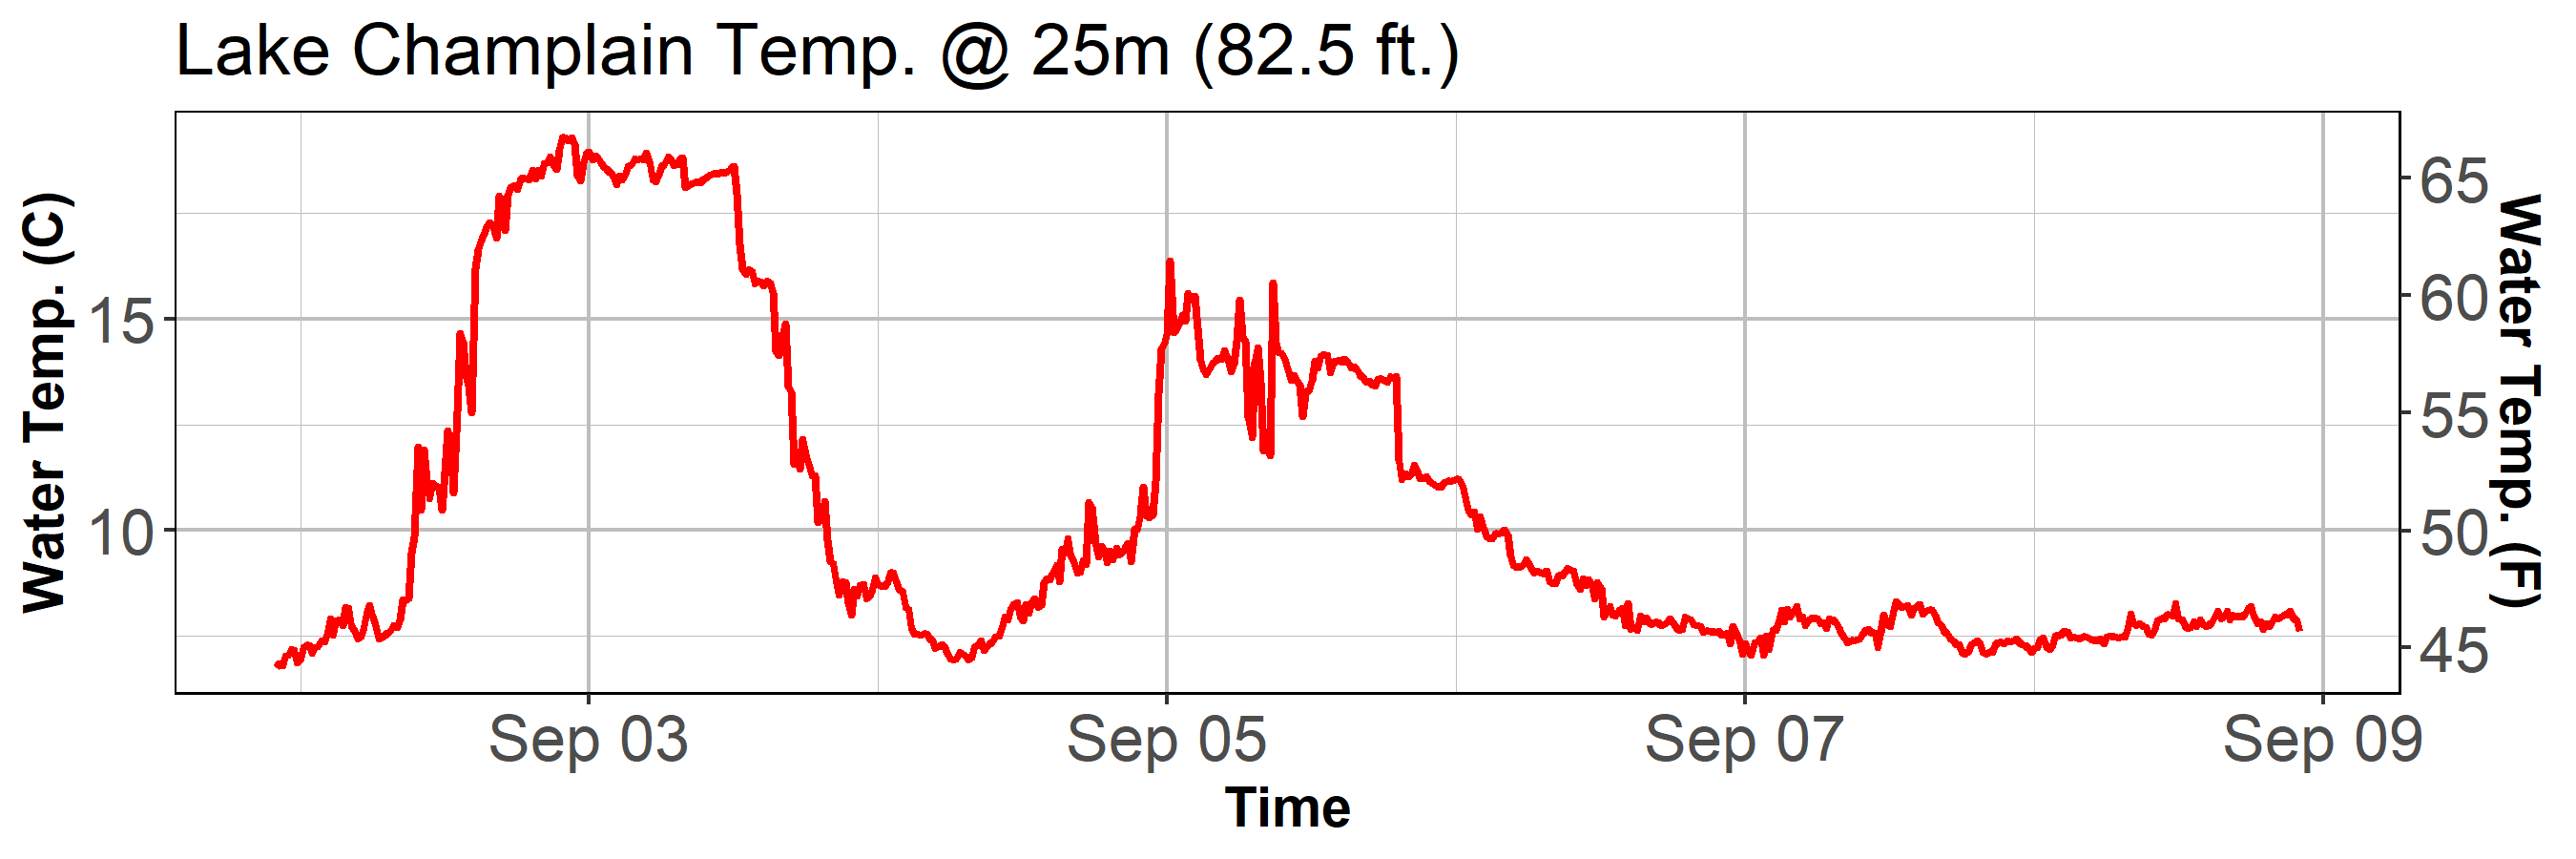 Lake Champlain Temp. @ 25m (82.5 ft.)
Water Temp. (C)
15
10
65
60
55
50
45
Water Temp. (F)
Sep 03
Sep 05
Sep 07
Sep 09
Time